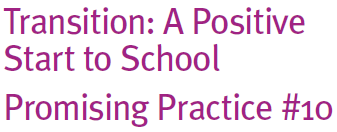 Transition: A Positive
Start to School
Promising Practice #10